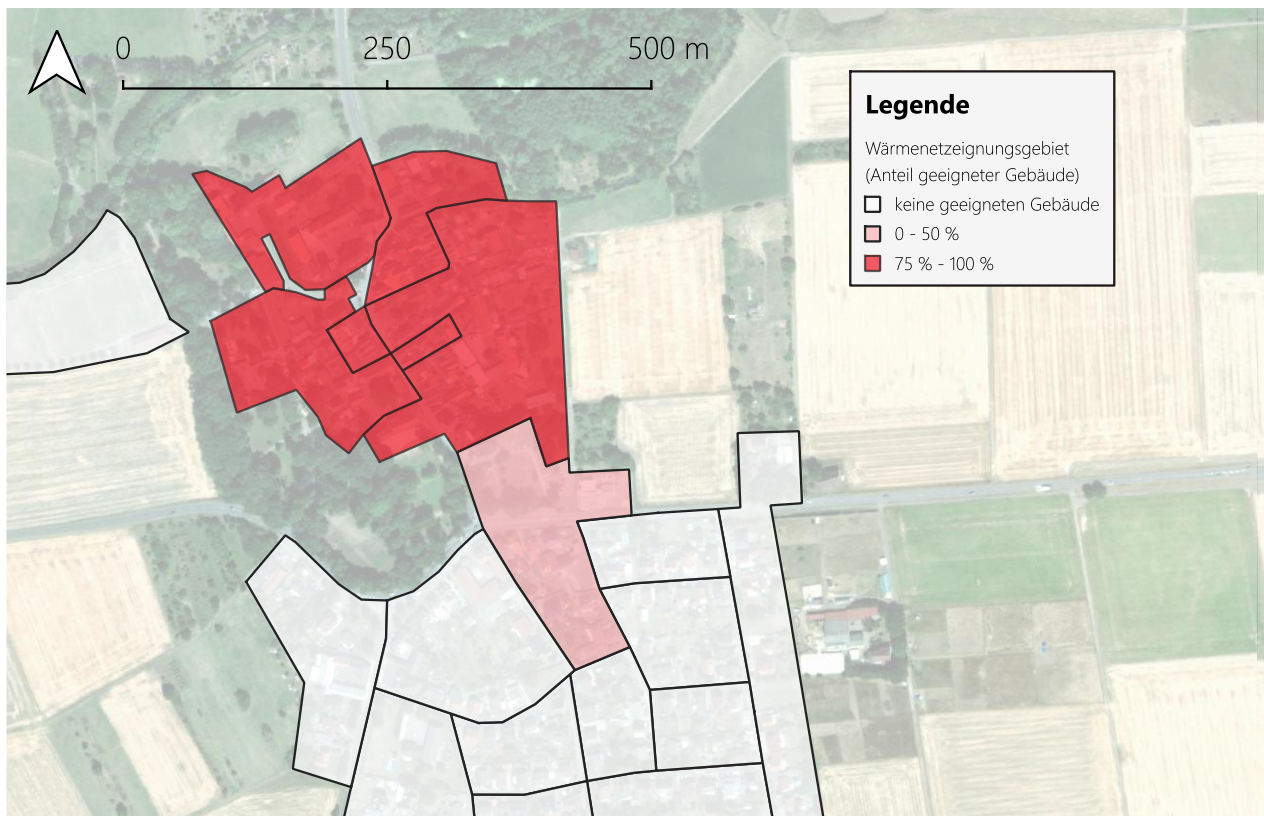 0 250 500 m
Legende
Wärmenetzeignungsgebiet
(Anteil geeigneter Gebäude)
keine geeigneten Gebäude
0 - 50 %
75 % - 100 %